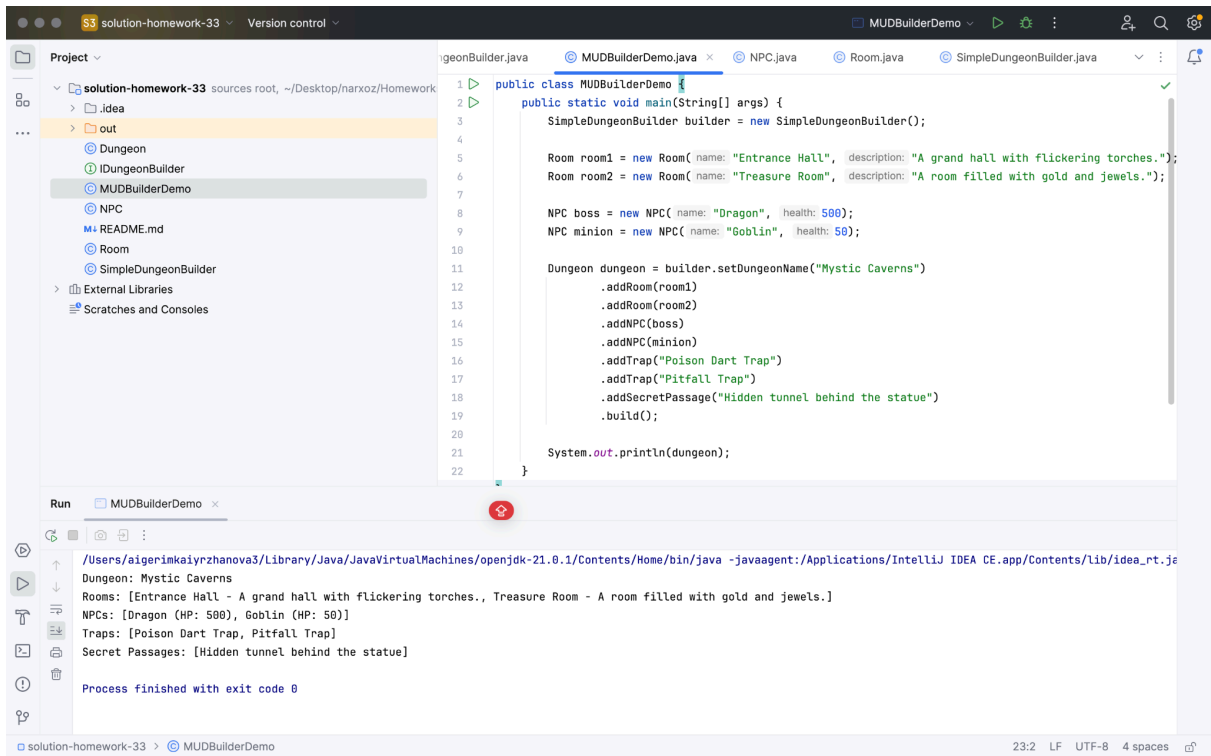 S3 solution-homework-33 Version control MUDBuilderDemo
Project
solution-homework-33 sources root, ~/Desktop/narxoz/Homework
.idea
out
Dungeon
IDungeonBuilder
MUDBuilderDemo
NPC
README.md
Room
SimpleDungeonBuilder
External Libraries
Scratches and Consoles
ngeonBuilder.java MUDBuilderDemo.java NPC.java Room.java SimpleDungeonBuilder.java
1 public class MUDBuilderDemo {
2 public static void main(String[] args) {
3 SimpleDungeonBuilder builder = new SimpleDungeonBuilder();
4
5 Room room1 = new Room( name: "Entrance Hall", description: "A grand hall with flickering torches.");
6 Room room2 = new Room( name: "Treasure Room", description: "A room filled with gold and jewels.");
7
8 NPC boss = new NPC( name: "Dragon", health: 500);
9 NPC minion = new NPC( name: "Goblin", health: 50);
10
11 Dungeon dungeon = builder.setDungeonName("Mystic Caverns")
12 .addRoom(room1)
13 .addRoom(room2)
14 .addNPC(boss)
15 .addNPC(minion)
16 .addTrap("Poison Dart Trap")
17 .addTrap("Pitfall Trap")
18 .addSecretPassage("Hidden tunnel behind the statue")
19 .build();
20
21 System.out.println(dungeon);
22 }
Run MUDBuilderDemo
/Users/aigerimkaiyrzhanova3/Library/Java/JavaVirtualMachines/openjdk-21.0.1/Contents/Home/bin/java -javaagent:/Applications/IntelliJ IDEA CE.app/Contents/lib/idea_rt.ja
Dungeon: Mystic Caverns
Rooms: [Entrance Hall - A grand hall with flickering torches., Treasure Room - A room filled with gold and jewels.]
NPCs: [Dragon (HP: 500), Goblin (HP: 50)]
Traps: [Poison Dart Trap, Pitfall Trap]
Secret Passages: [Hidden tunnel behind the statue]
Process finished with exit code 0
solution-homework-33 > MUDBuilderDemo 23:2 LF UTF-8 4 spaces